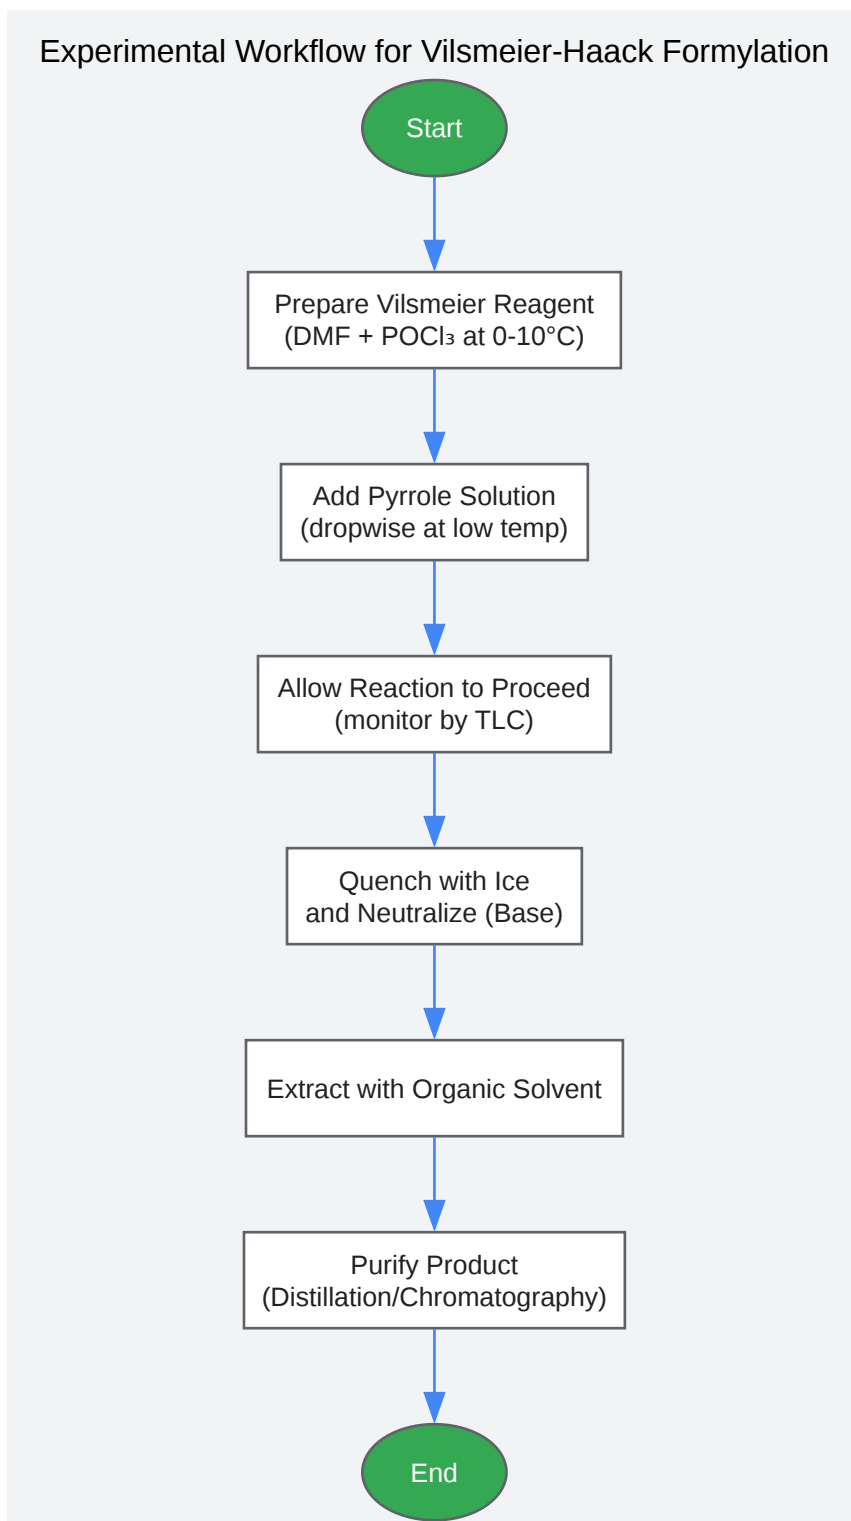 Experimental Workflow for Vilsmeier-Haack Formylation
Start
Prepare Vilsmeier Reagent
(DMF + POCl₃ at 0-10°C)
Add Pyrrole Solution
(dropwise at low temp)
Allow Reaction to Proceed
(monitor by TLC)
Quench with Ice
and Neutralize (Base)
Extract with Organic Solvent
Purify Product
(Distillation/Chromatography)
End